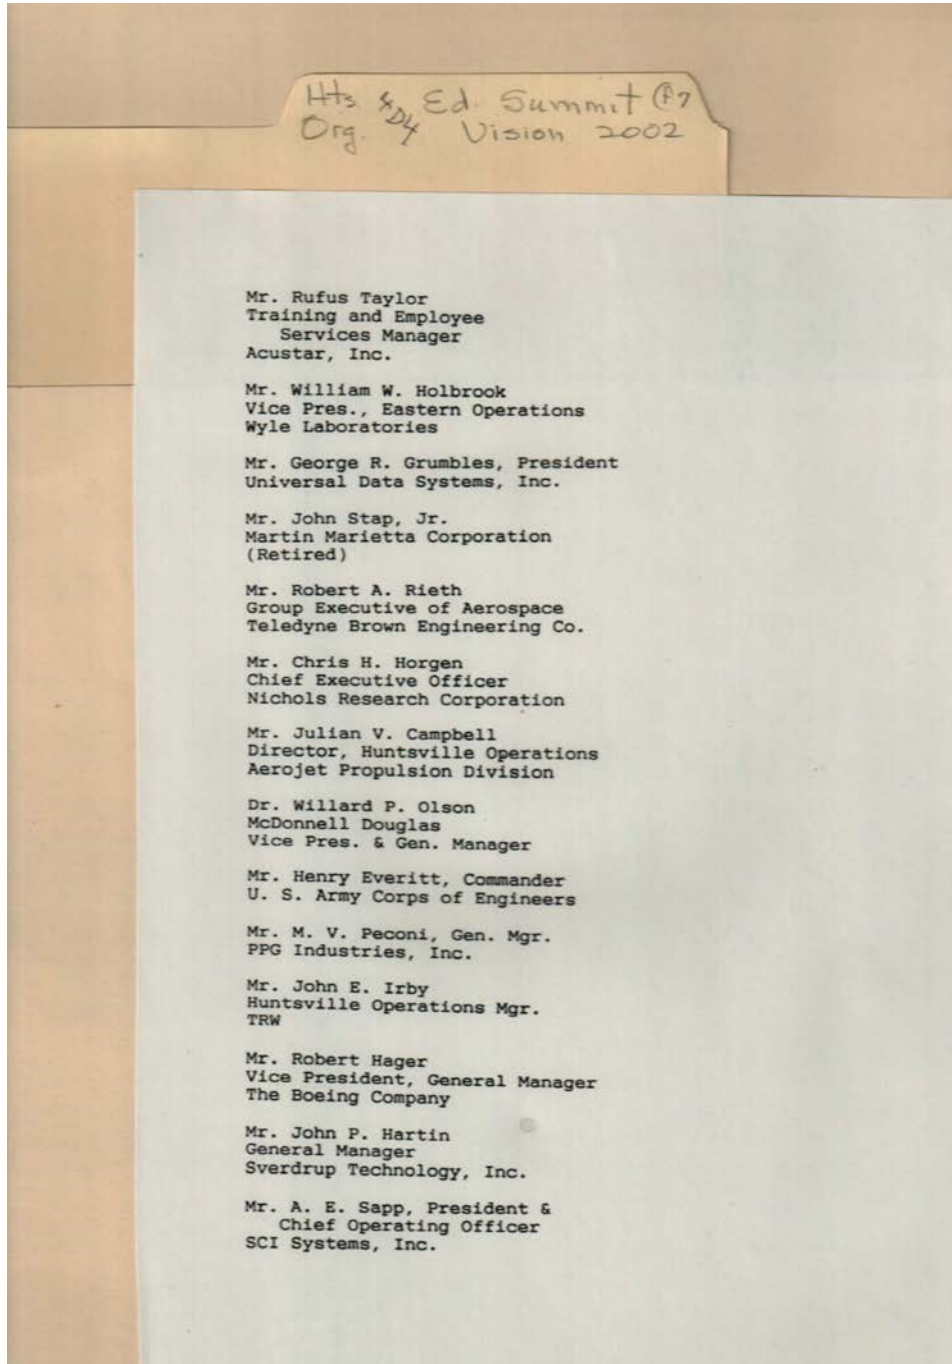 Hts & Ed. Summit
Org. D4 Vision 2002
Mr. Rufus Taylor
Training and Employee
Services Manager
Acustar, Inc.
Mr. William W. Holbrook
Vice Pres., Eastern Operations
Wyle Laboratories
Mr. George R. Grumbles, President
Universal Data Systems, Inc.
Mr. John Stap, Jr.
Martin Marietta Corporation
(Retired)
Mr. Robert A. Rieth
Group Executive of Aerospace
Teledyne Brown Engineering Co.
Mr. Chris H. Horgen
Chief Executive Officer
Nichols Research Corporation
Mr. Julian V. Campbell
Director, Huntsville Operations
Aerojet Propulsion Division
Dr. Willard P. Olson
McDonnell Douglas
Vice Pres. & Gen. Manager
Mr. Henry Everitt, Commander
U. S. Army Corps of Engineers
Mr. M. V. Peconi, Gen. Mgr.
PPG Industries, Inc.
Mr. John E. Irby
Huntsville Operations Mgr.
TRW
Mr. Robert Hager
Vice President, General Manager
The Boeing Company
Mr. John P. Hartin
General Manager
Sverdrup Technology, Inc.
Mr. A. E. Sapp, President &
Chief Operating Officer
SCI Systems, Inc.